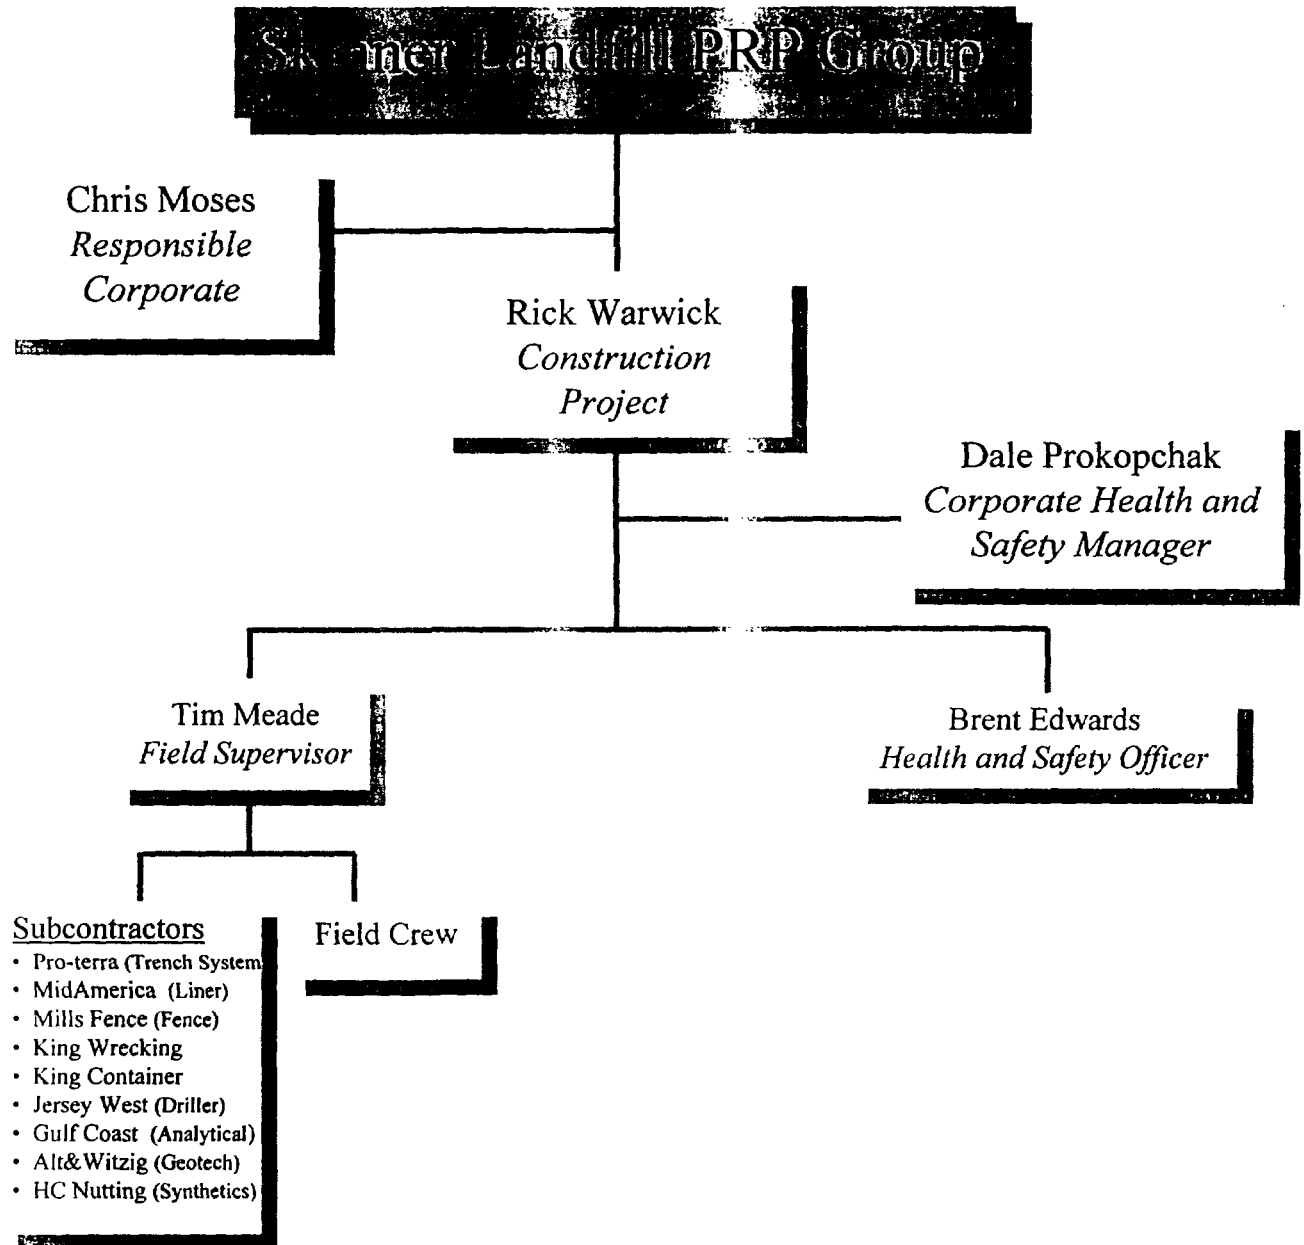 Skinner Landfill PRP Group
Chris Moses
Responsible
Corporate
Rick Warwick
Construction
Project
Dale Prokopchak
Corporate Health and
Safety Manager
Tim Meade
Field Supervisor
Brent Edwards
Health and Safety Officer
Subcontractors
• Pro-terra (Trench System
• MidAmerica (Liner)
• Mills Fence (Fence)
• King Wrecking
• King Container
• Jersey West (Driller)
• Gulf Coast (Analytical)
• Alt&Witzig (Geotech)
• HC Nutting (Synthetics)
Field Crew